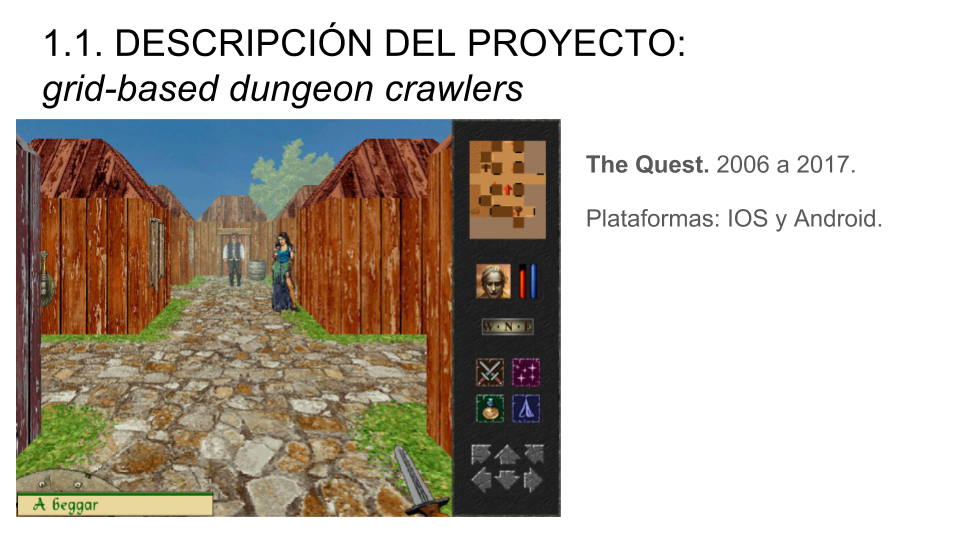 1.1. DESCRIPCIÓN DEL PROYECTO:
grid-based dungeon crawlers
The Quest. 2006 a 2017.
Plataformas: IOS y Android.
W · N · E
A beggar